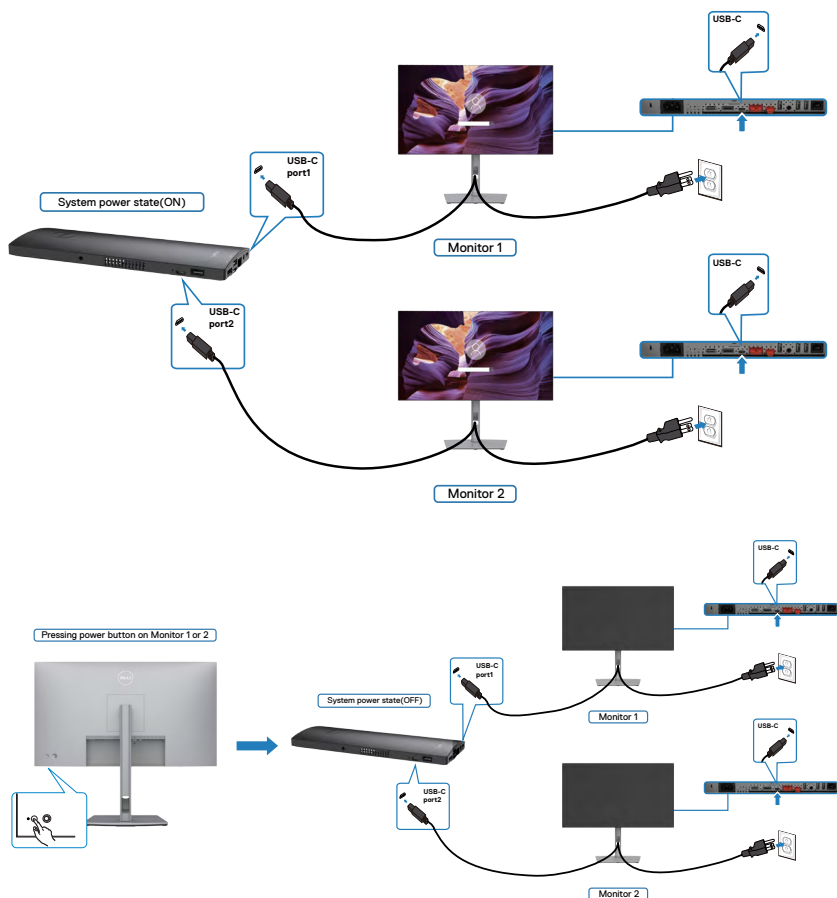 USB-C
USB-C
port1
System power state(ON)
Monitor 1
USB-C
USB-C
port2
Monitor 2
USB-C
Pressing power button on Monitor 1 or 2
DELL
USB-C
port1
System power state(OFF)
Monitor 1
USB-C
USB-C
port2
Monitor 2